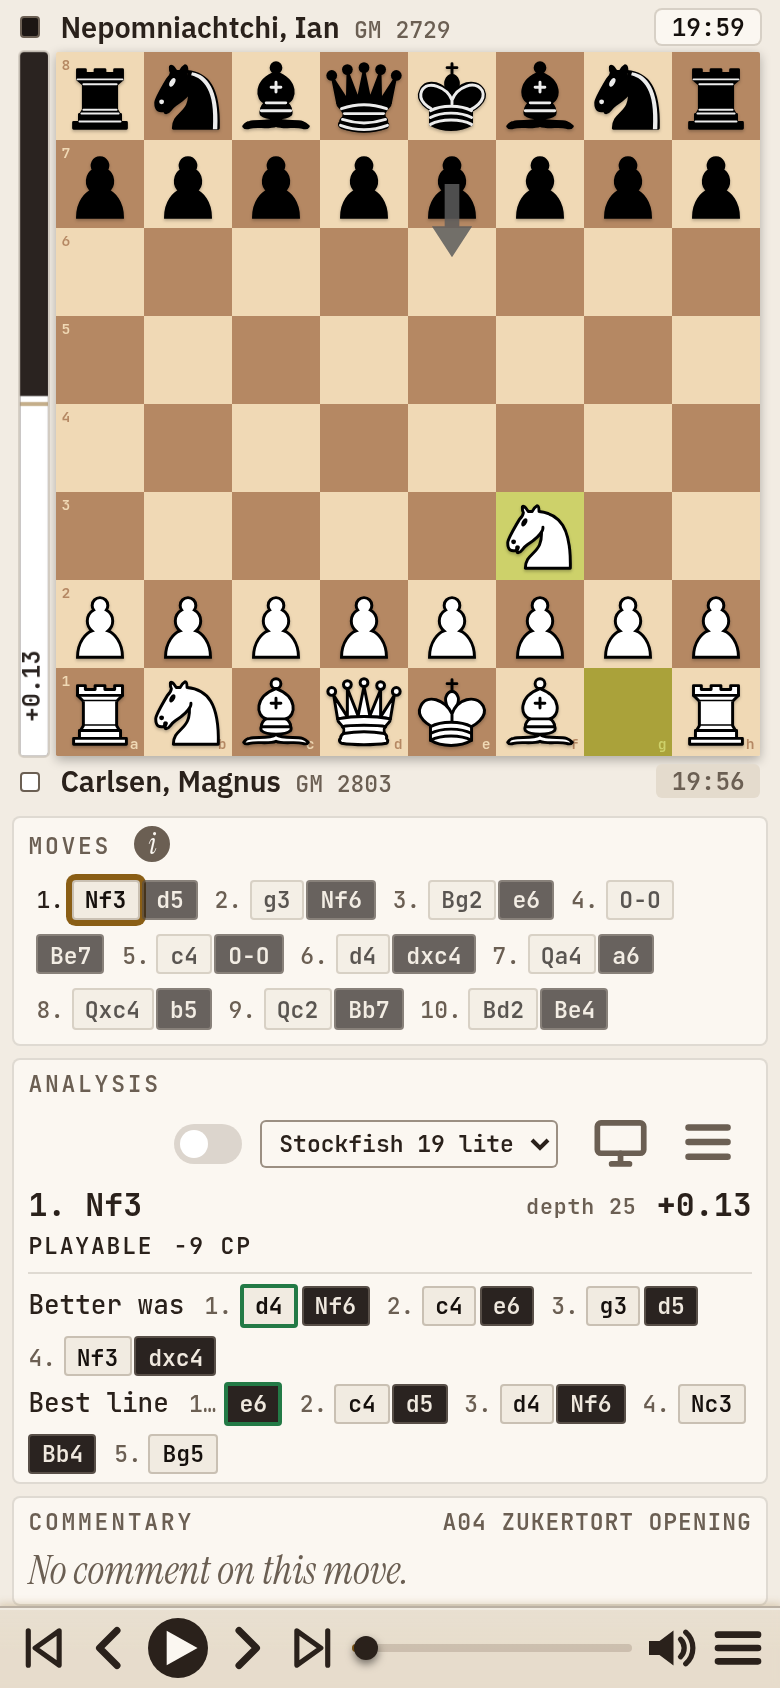 Nepomniachtchi, Ian GM 2729 19:59
8
7
6
5
4
3
2
1
a b c d e f g h
+0.13
Carlsen, Magnus GM 2803 19:56
MOVES i
1. Nf3 d5 2. g3 Nf6 3. Bg2 e6 4. O-O
Be7 5. c4 O-O 6. d4 dxc4 7. Qa4 a6
8. Qxc4 b5 9. Qc2 Bb7 10. Bd2 Be4
ANALYSIS
Stockfish 19 lite
1. Nf3 depth 25 +0.13
PLAYABLE -9 CP
Better was 1. d4 Nf6 2. c4 e6 3. g3 d5
4. Nf3 dxc4
Best line 1… e6 2. c4 d5 3. d4 Nf6 4. Nc3
Bb4 5. Bg5
COMMENTARY A04 ZUKERTORT OPENING
No comment on this move.